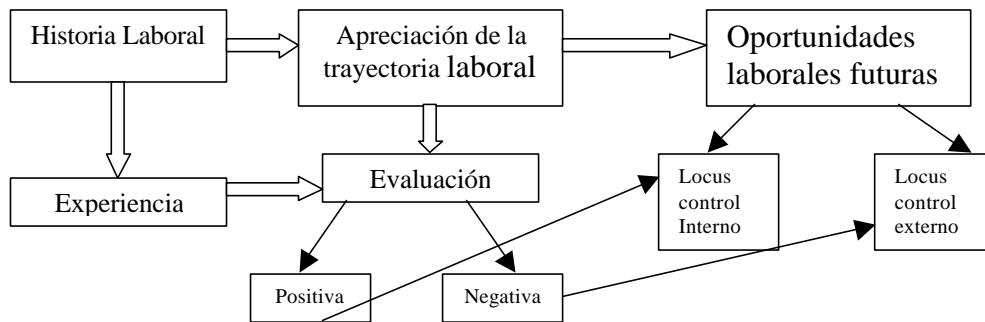 Historia Laboral
Apreciación de la
trayectoria laboral
Oportunidades
laborales futuras
Experiencia
Evaluación
Locus
control
Interno
Locus
control
externo
Positiva
Negativa